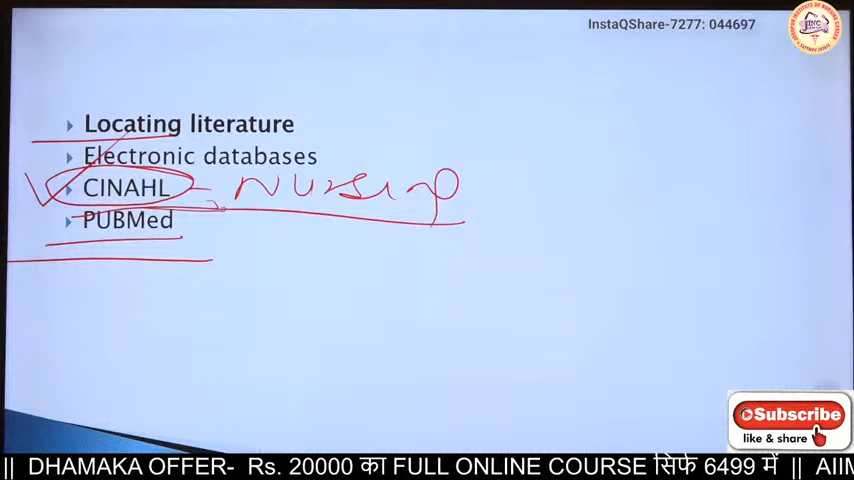 InstaQShare-7277: 044697
Locating literature
Electronic databases
CINAHL - Nursing
PUBMed
Subscribe
like & share
|| DHAMAKA OFFER- Rs. 20000 का FULL ONLINE COURSE सिर्फ 6499 में || AIIM